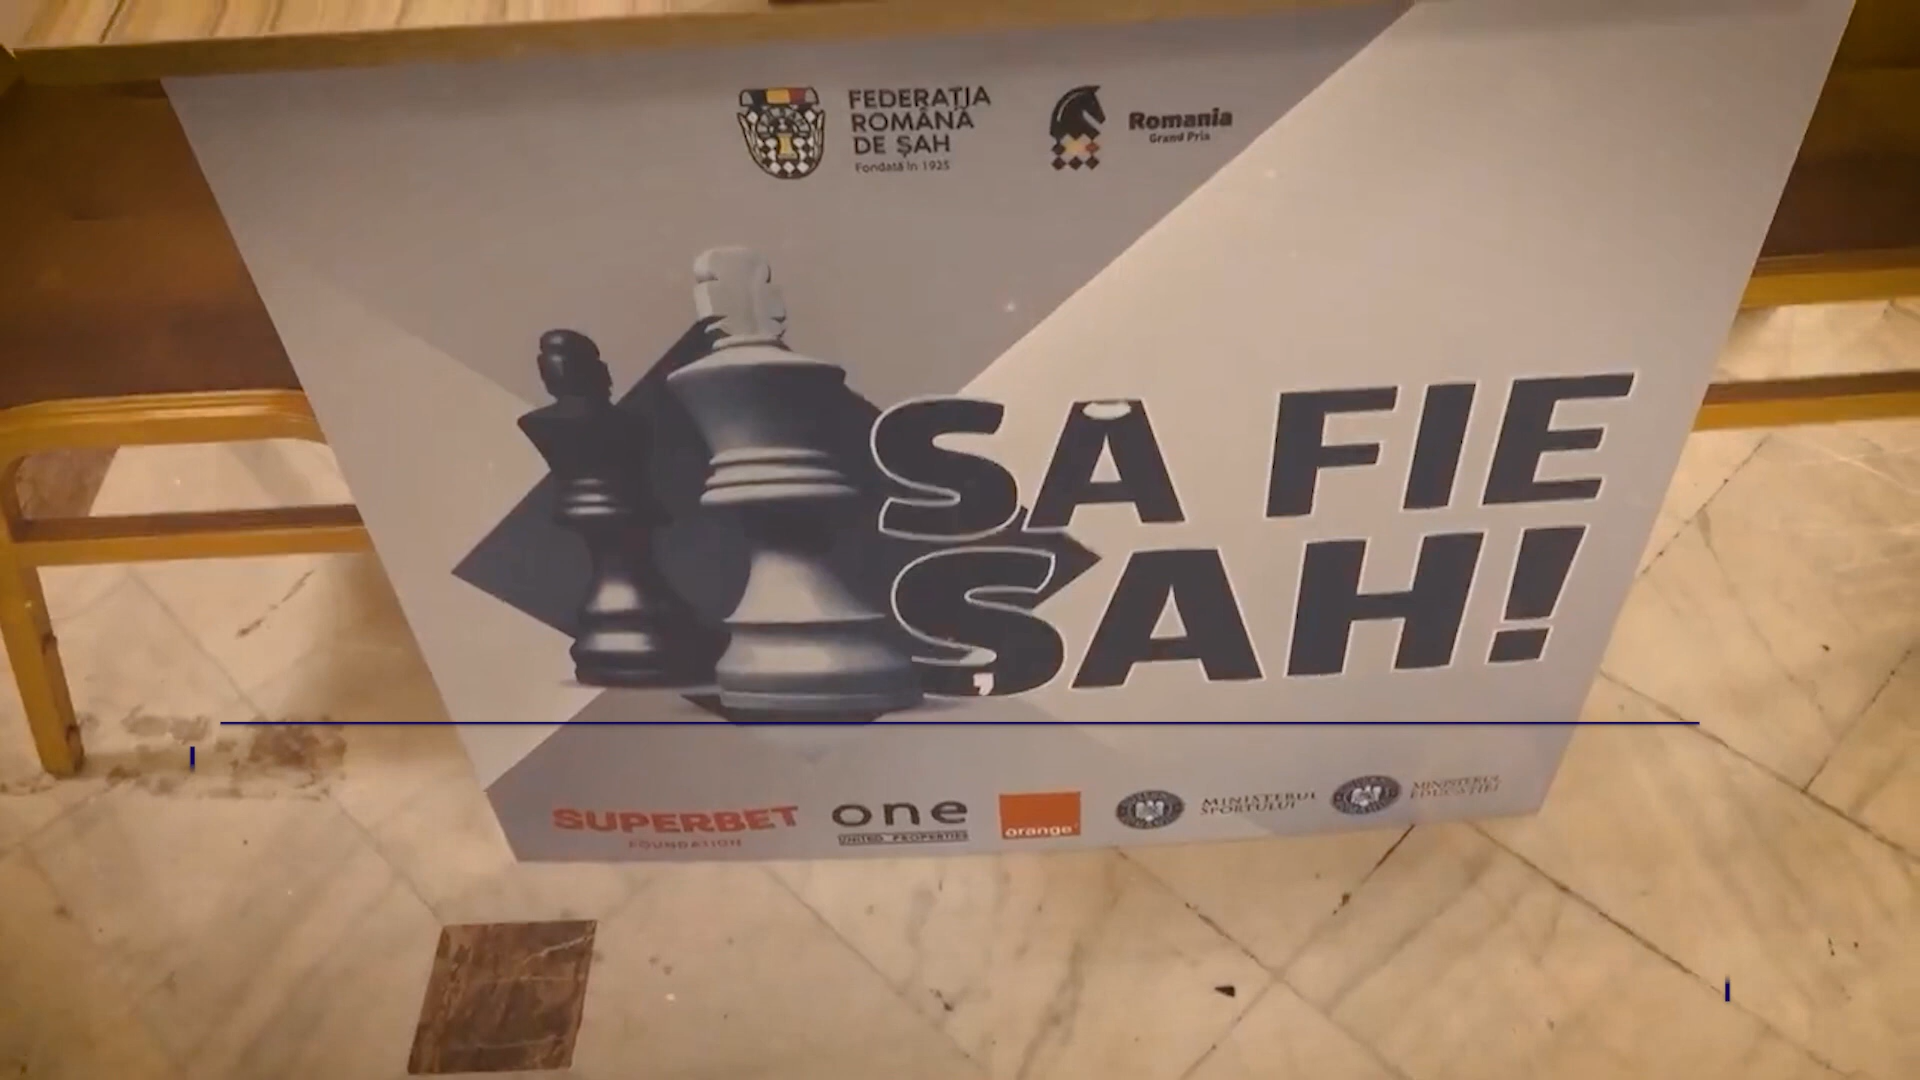 FEDERAȚIA
ROMÂNĂ
DE ȘAH
Fondată în 1925
Romania
Grand Prix
SĂ FIE
ȘAH!
SUPERBET
FOUNDATION
one
UNITED PROPERTIES
orange
MINISTERUL
SPORTULUI
MINISTERUL
EDUCAȚIEI